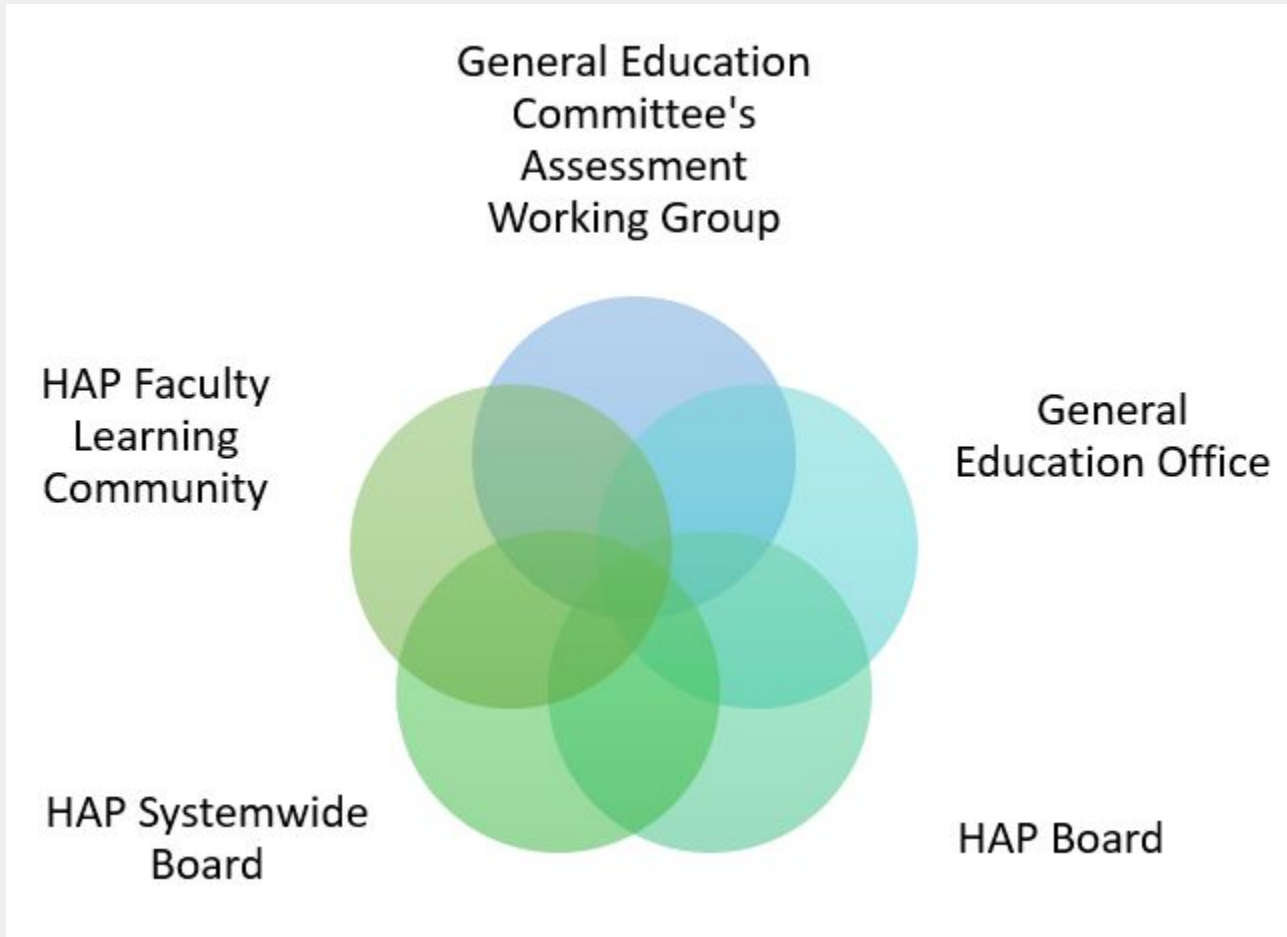 General Education
Committee's
Assessment
Working Group
HAP Faculty
Learning
Community
General
Education Office
HAP Systemwide
Board
HAP Board